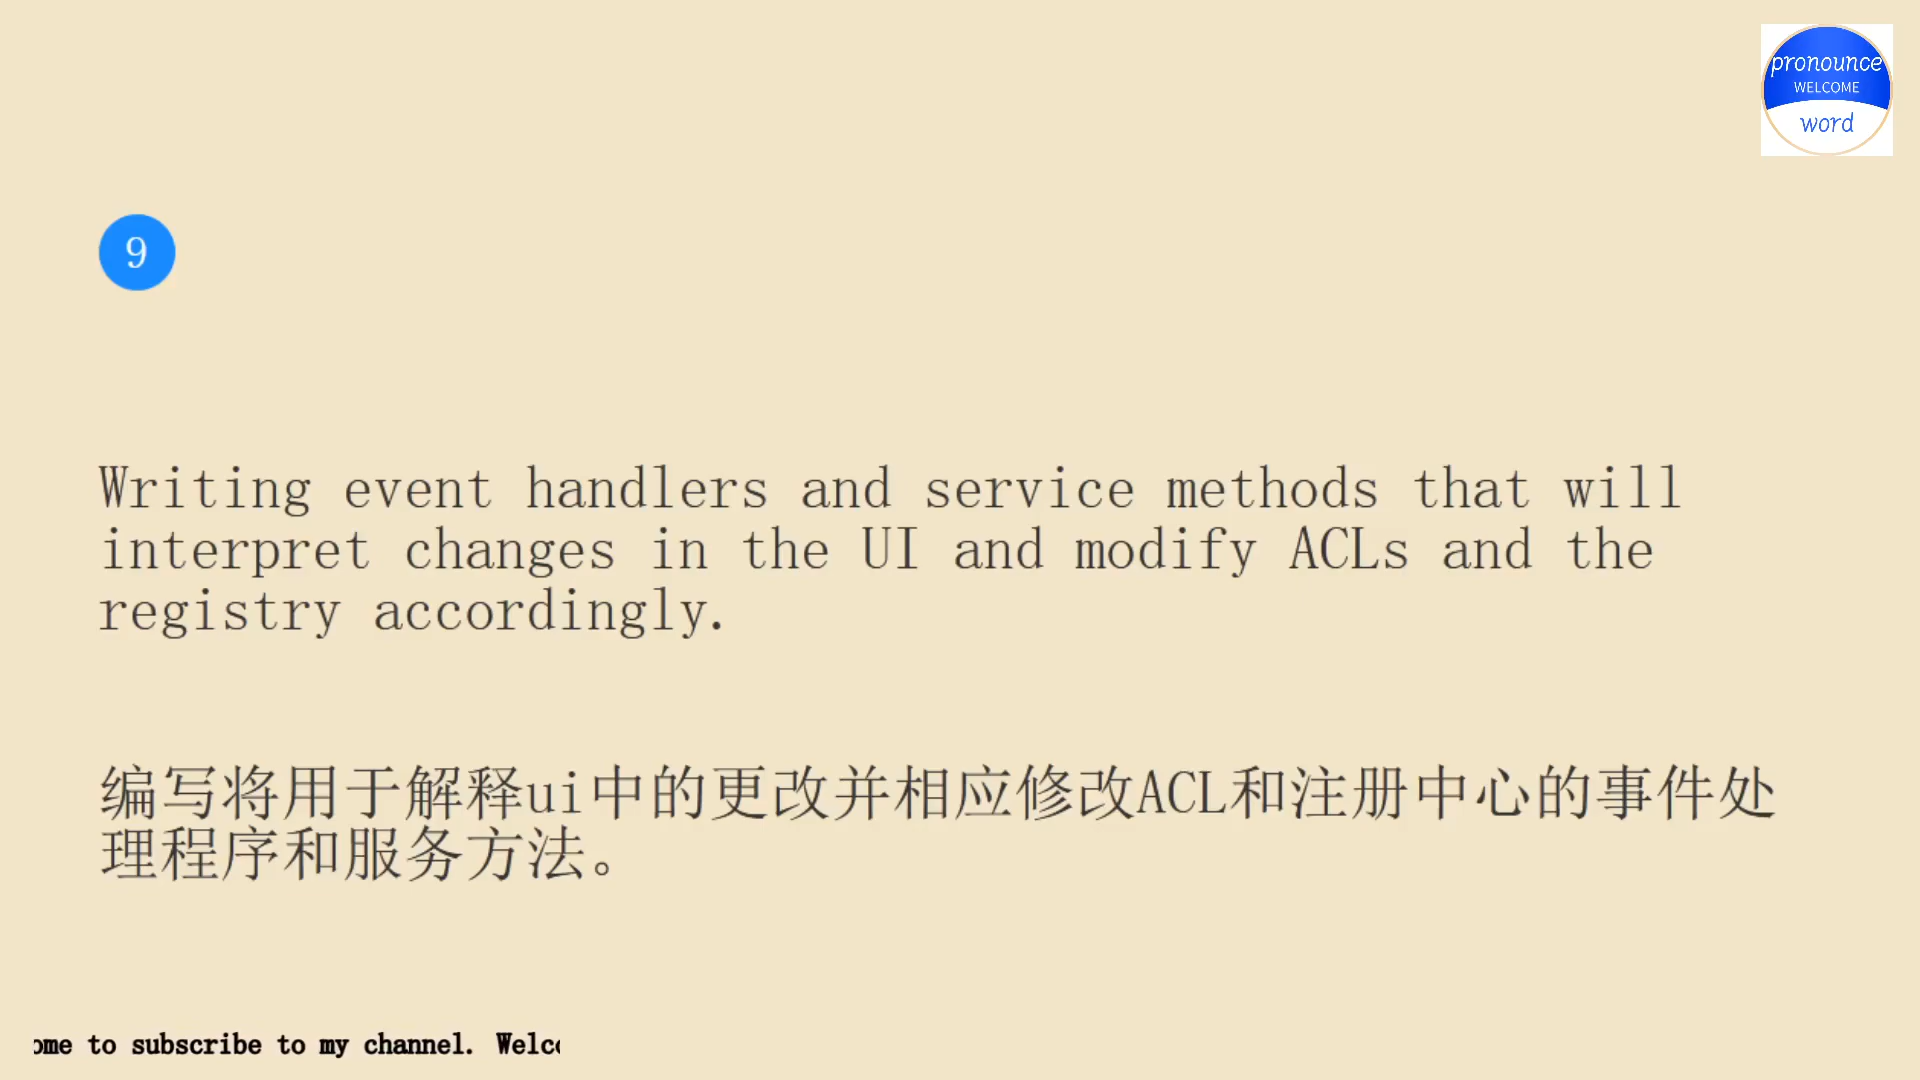 pronounce
WELCOME
word
9
Writing event handlers and service methods that will
interpret changes in the UI and modify ACLs and the
registry accordingly.
编写将用于解释ui中的更改并相应修改ACL和注册中心的事件处
理程序和服务方法。
ome to subscribe to my channel. Welco